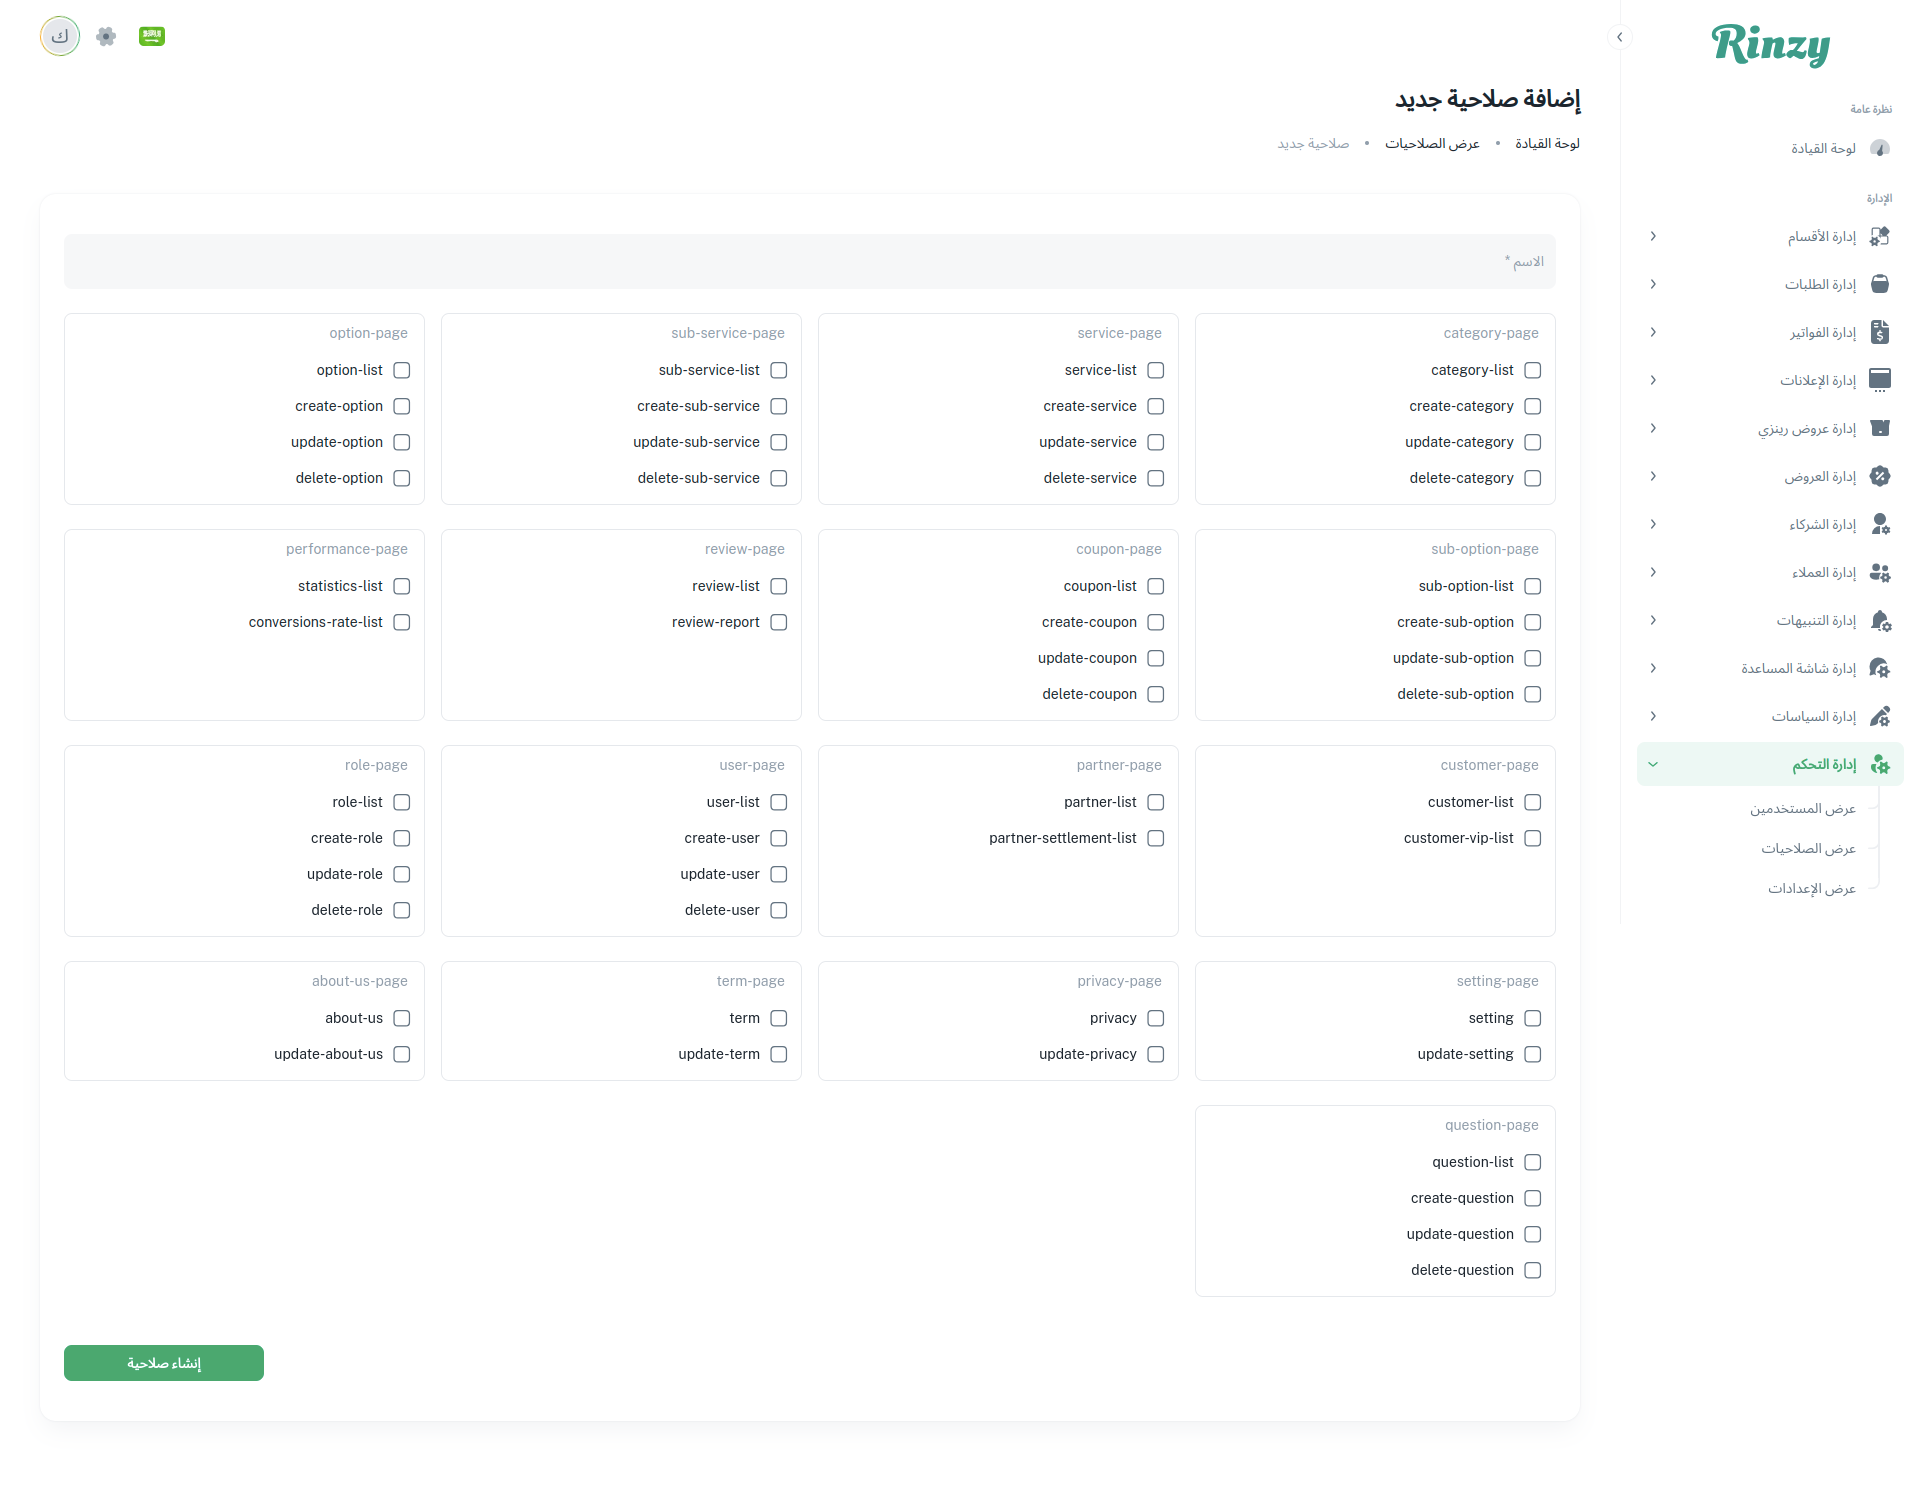 Rinzy
نظرة عامة
لوحة القيادة
الإدارة
إدارة الأقسام
إدارة الطلبات
إدارة الفواتير
إدارة الإعلانات
إدارة عروض رينزي
إدارة العروض
إدارة الشركاء
إدارة العملاء
إدارة التنبيهات
إدارة شاشة المساعدة
إدارة السياسات
إدارة التحكم
عرض المستخدمين
عرض الصلاحيات
عرض الإعدادات
ك
إضافة صلاحية جديد
لوحة القيادة • عرض الصلاحيات • صلاحية جديد
الاسم *
category-page
category-list
create-category
update-category
delete-category
service-page
service-list
create-service
update-service
delete-service
sub-service-page
sub-service-list
create-sub-service
update-sub-service
delete-sub-service
option-page
option-list
create-option
update-option
delete-option
sub-option-page
sub-option-list
create-sub-option
update-sub-option
delete-sub-option
coupon-page
coupon-list
create-coupon
update-coupon
delete-coupon
review-page
review-list
review-report
performance-page
statistics-list
conversions-rate-list
customer-page
customer-list
customer-vip-list
partner-page
partner-list
partner-settlement-list
user-page
user-list
create-user
update-user
delete-user
role-page
role-list
create-role
update-role
delete-role
setting-page
setting
update-setting
privacy-page
privacy
update-privacy
term-page
term
update-term
about-us-page
about-us
update-about-us
question-page
question-list
create-question
update-question
delete-question
إنشاء صلاحية